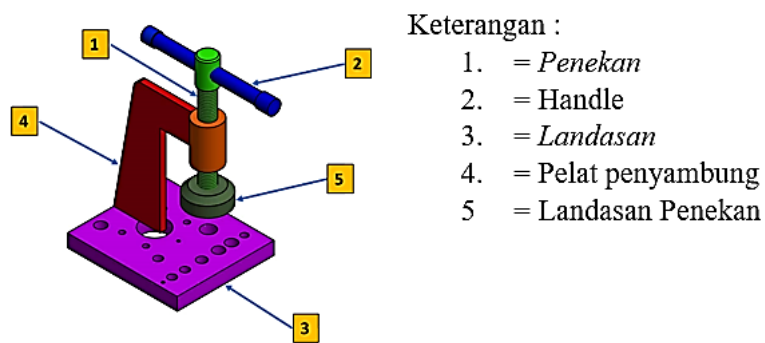 1
2
4
5
3
Keterangan :
1. = Penekan
2. = Handle
3. = Landasan
4. = Pelat penyambung
5 = Landasan Penekan